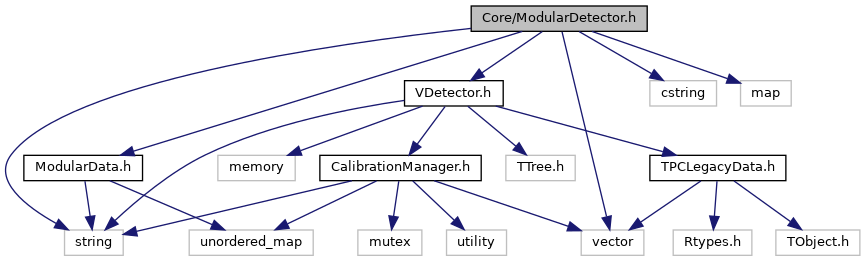 Core/ModularDetector.h
VDetector.h
cstring
map
ModularData.h
memory
CalibrationManager.h
TTree.h
TPCLegacyData.h
string
unordered_map
mutex
utility
vector
Rtypes.h
TObject.h